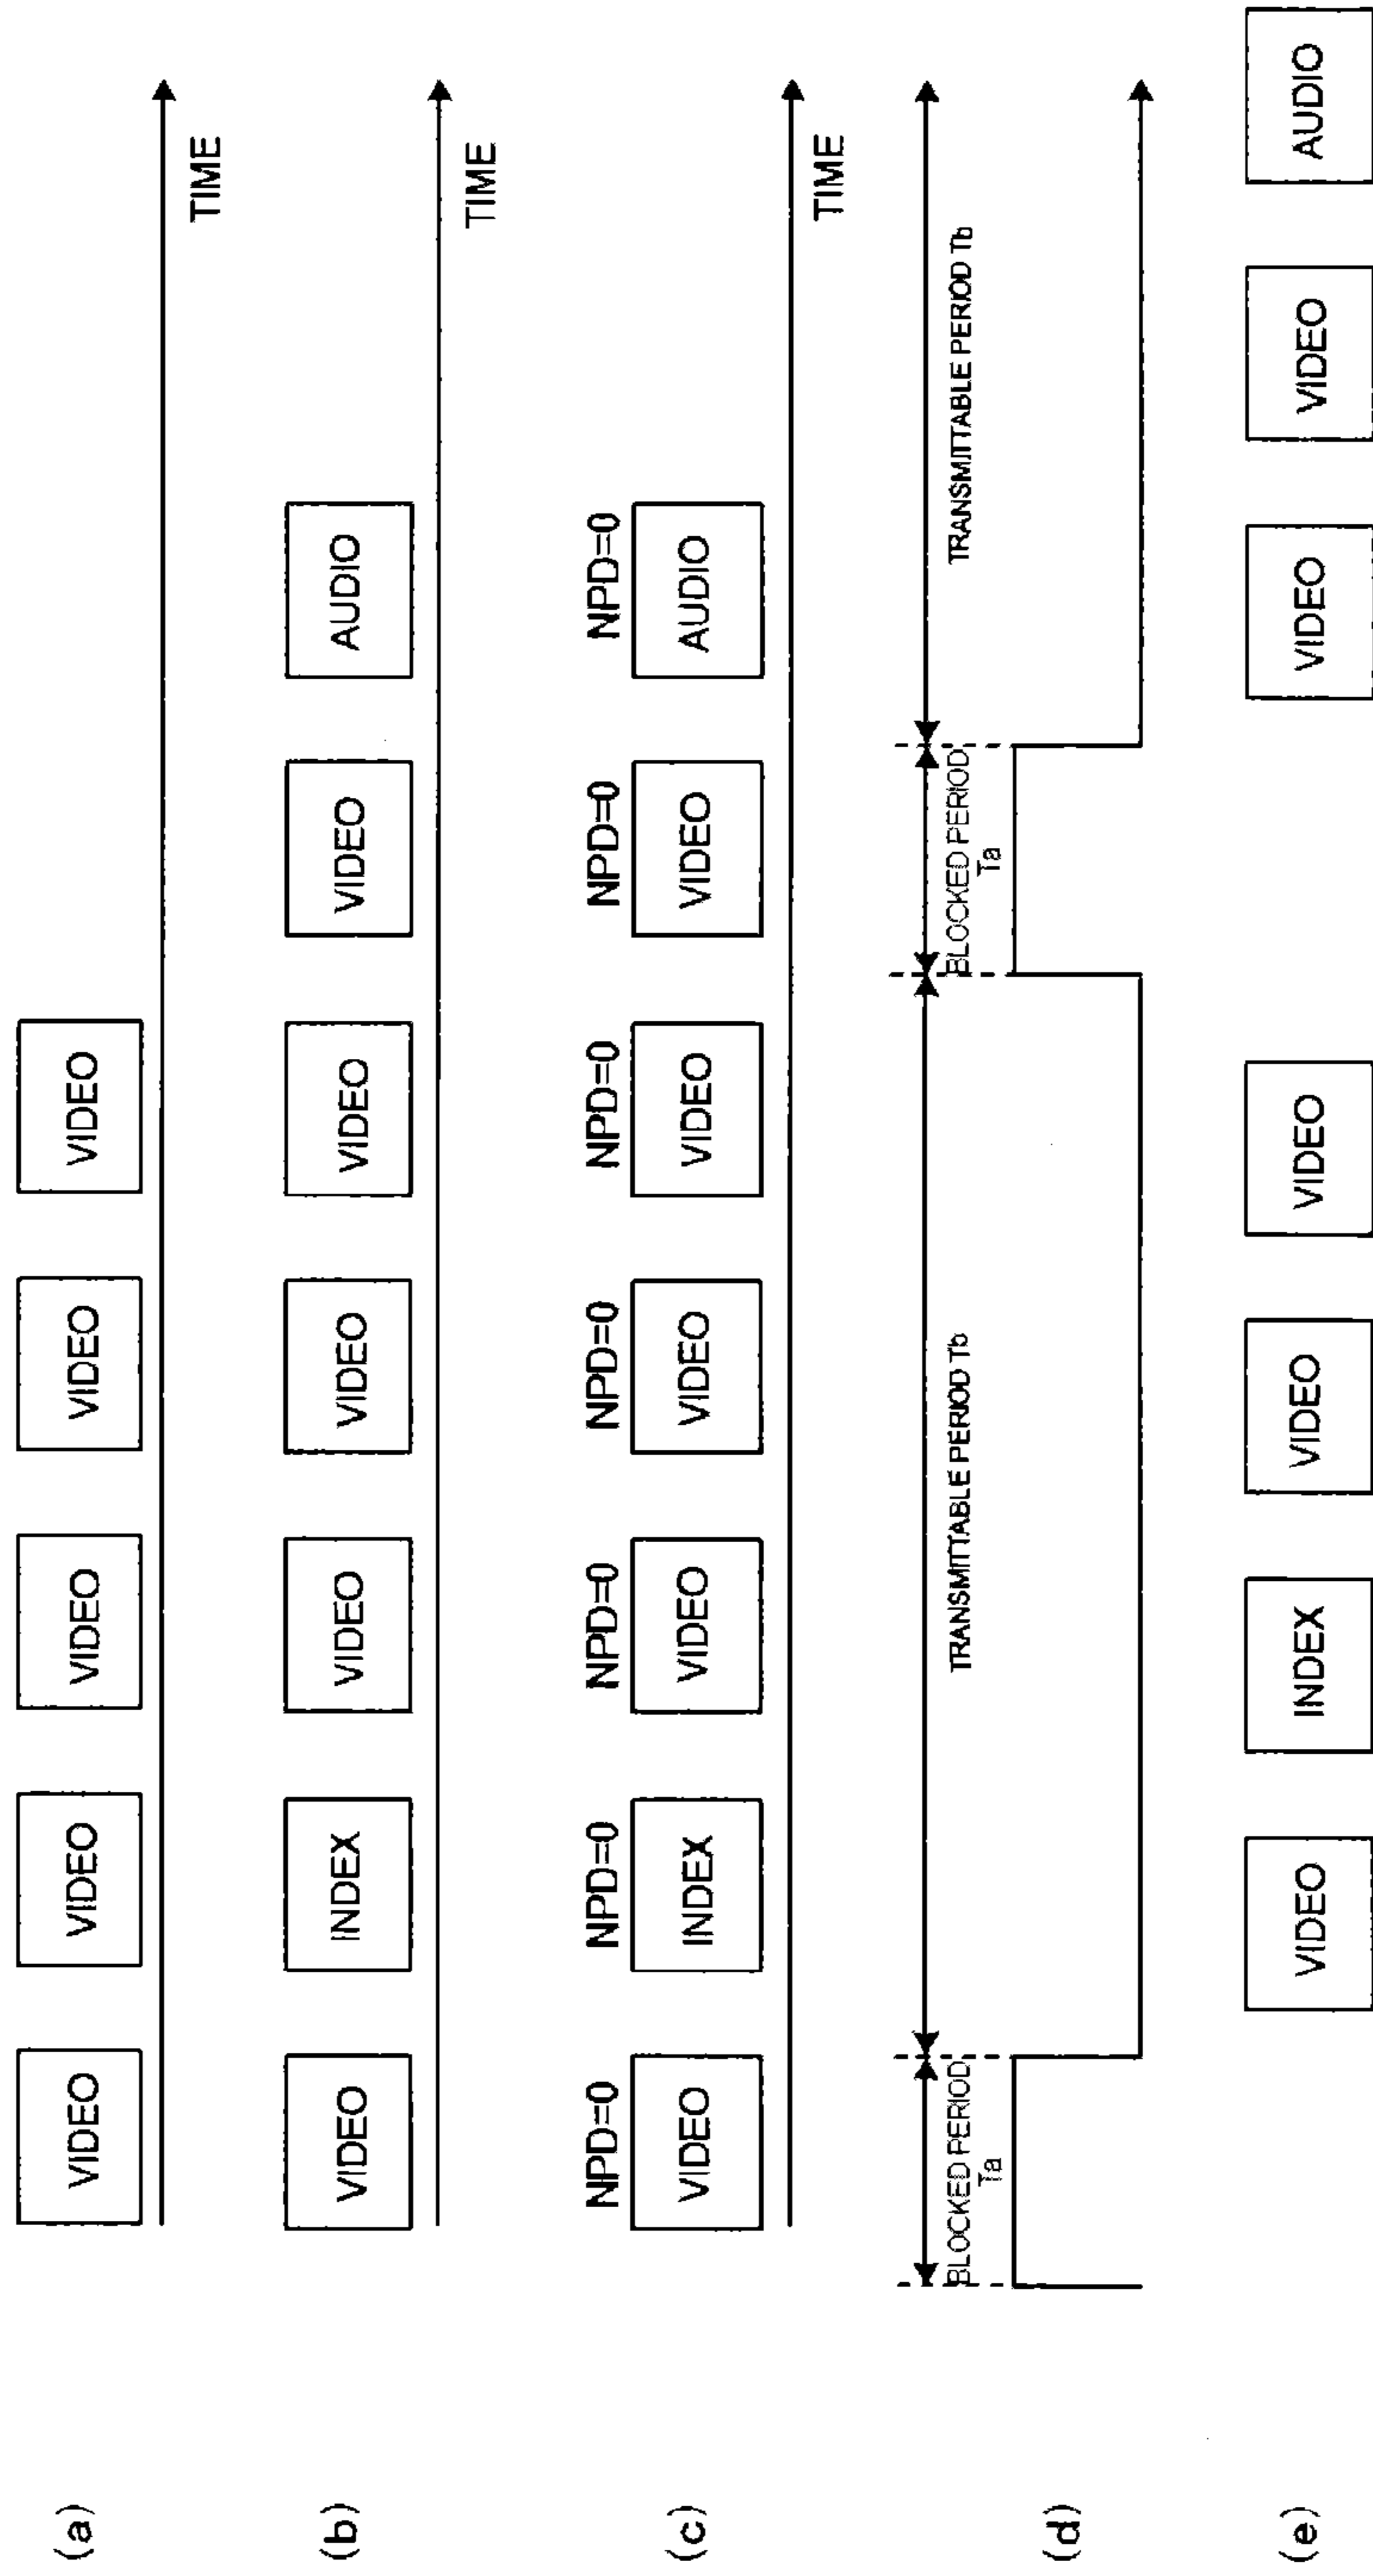 (a)
VIDEO
VIDEO
VIDEO
VIDEO
VIDEO
TIME
(b)
VIDEO
INDEX
VIDEO
VIDEO
VIDEO
VIDEO
AUDIO
TIME
(c)
NPD=0
NPD=0
NPD=0
NPD=0
NPD=0
NPD=0
NPD=0
VIDEO
INDEX
VIDEO
VIDEO
VIDEO
VIDEO
AUDIO
TIME
(d)
BLOCKED PERIOD
Ta
TRANSMITTABLE PERIOD Tb
BLOCKED PERIOD
Ta
TRANSMITTABLE PERIOD Tb
(e)
VIDEO
INDEX
VIDEO
VIDEO
VIDEO
VIDEO
AUDIO